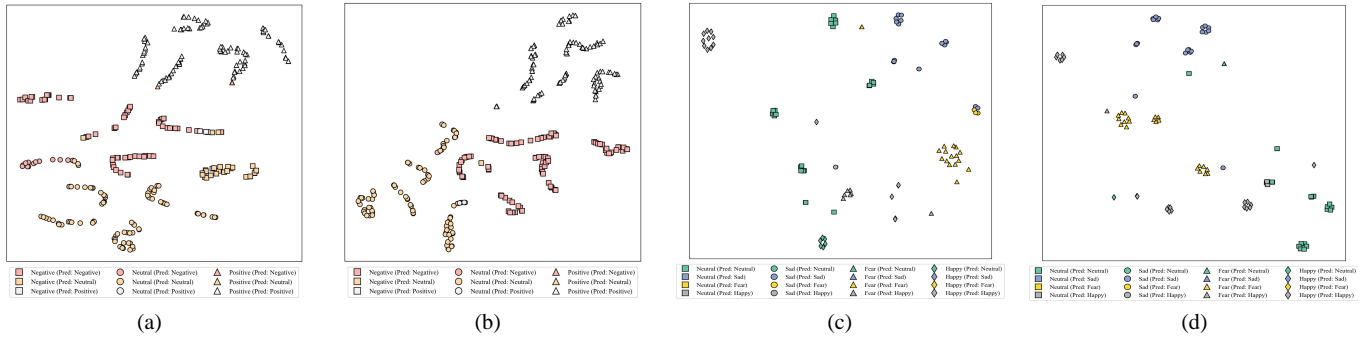 Negative (Pred: Negative) Neutral (Pred: Negative) Positive (Pred: Negative)
Negative (Pred: Neutral) Neutral (Pred: Neutral) Positive (Pred: Neutral)
Negative (Pred: Positive) Neutral (Pred: Positive) Positive (Pred: Positive)
(a)
Negative (Pred: Negative) Neutral (Pred: Negative) Positive (Pred: Negative)
Negative (Pred: Neutral) Neutral (Pred: Neutral) Positive (Pred: Neutral)
Negative (Pred: Positive) Neutral (Pred: Positive) Positive (Pred: Positive)
(b)
Neutral (Pred: Neutral) Sad (Pred: Neutral) Fear (Pred: Neutral) Happy (Pred: Neutral)
Neutral (Pred: Sad) Sad (Pred: Sad) Fear (Pred: Sad) Happy (Pred: Sad)
Neutral (Pred: Fear) Sad (Pred: Fear) Fear (Pred: Fear) Happy (Pred: Fear)
Neutral (Pred: Happy) Sad (Pred: Happy) Fear (Pred: Happy) Happy (Pred: Happy)
(c)
Neutral (Pred: Neutral) Sad (Pred: Neutral) Fear (Pred: Neutral) Happy (Pred: Neutral)
Neutral (Pred: Sad) Sad (Pred: Sad) Fear (Pred: Sad) Happy (Pred: Sad)
Neutral (Pred: Fear) Sad (Pred: Fear) Fear (Pred: Fear) Happy (Pred: Fear)
Neutral (Pred: Happy) Sad (Pred: Happy) Fear (Pred: Happy) Happy (Pred: Happy)
(d)